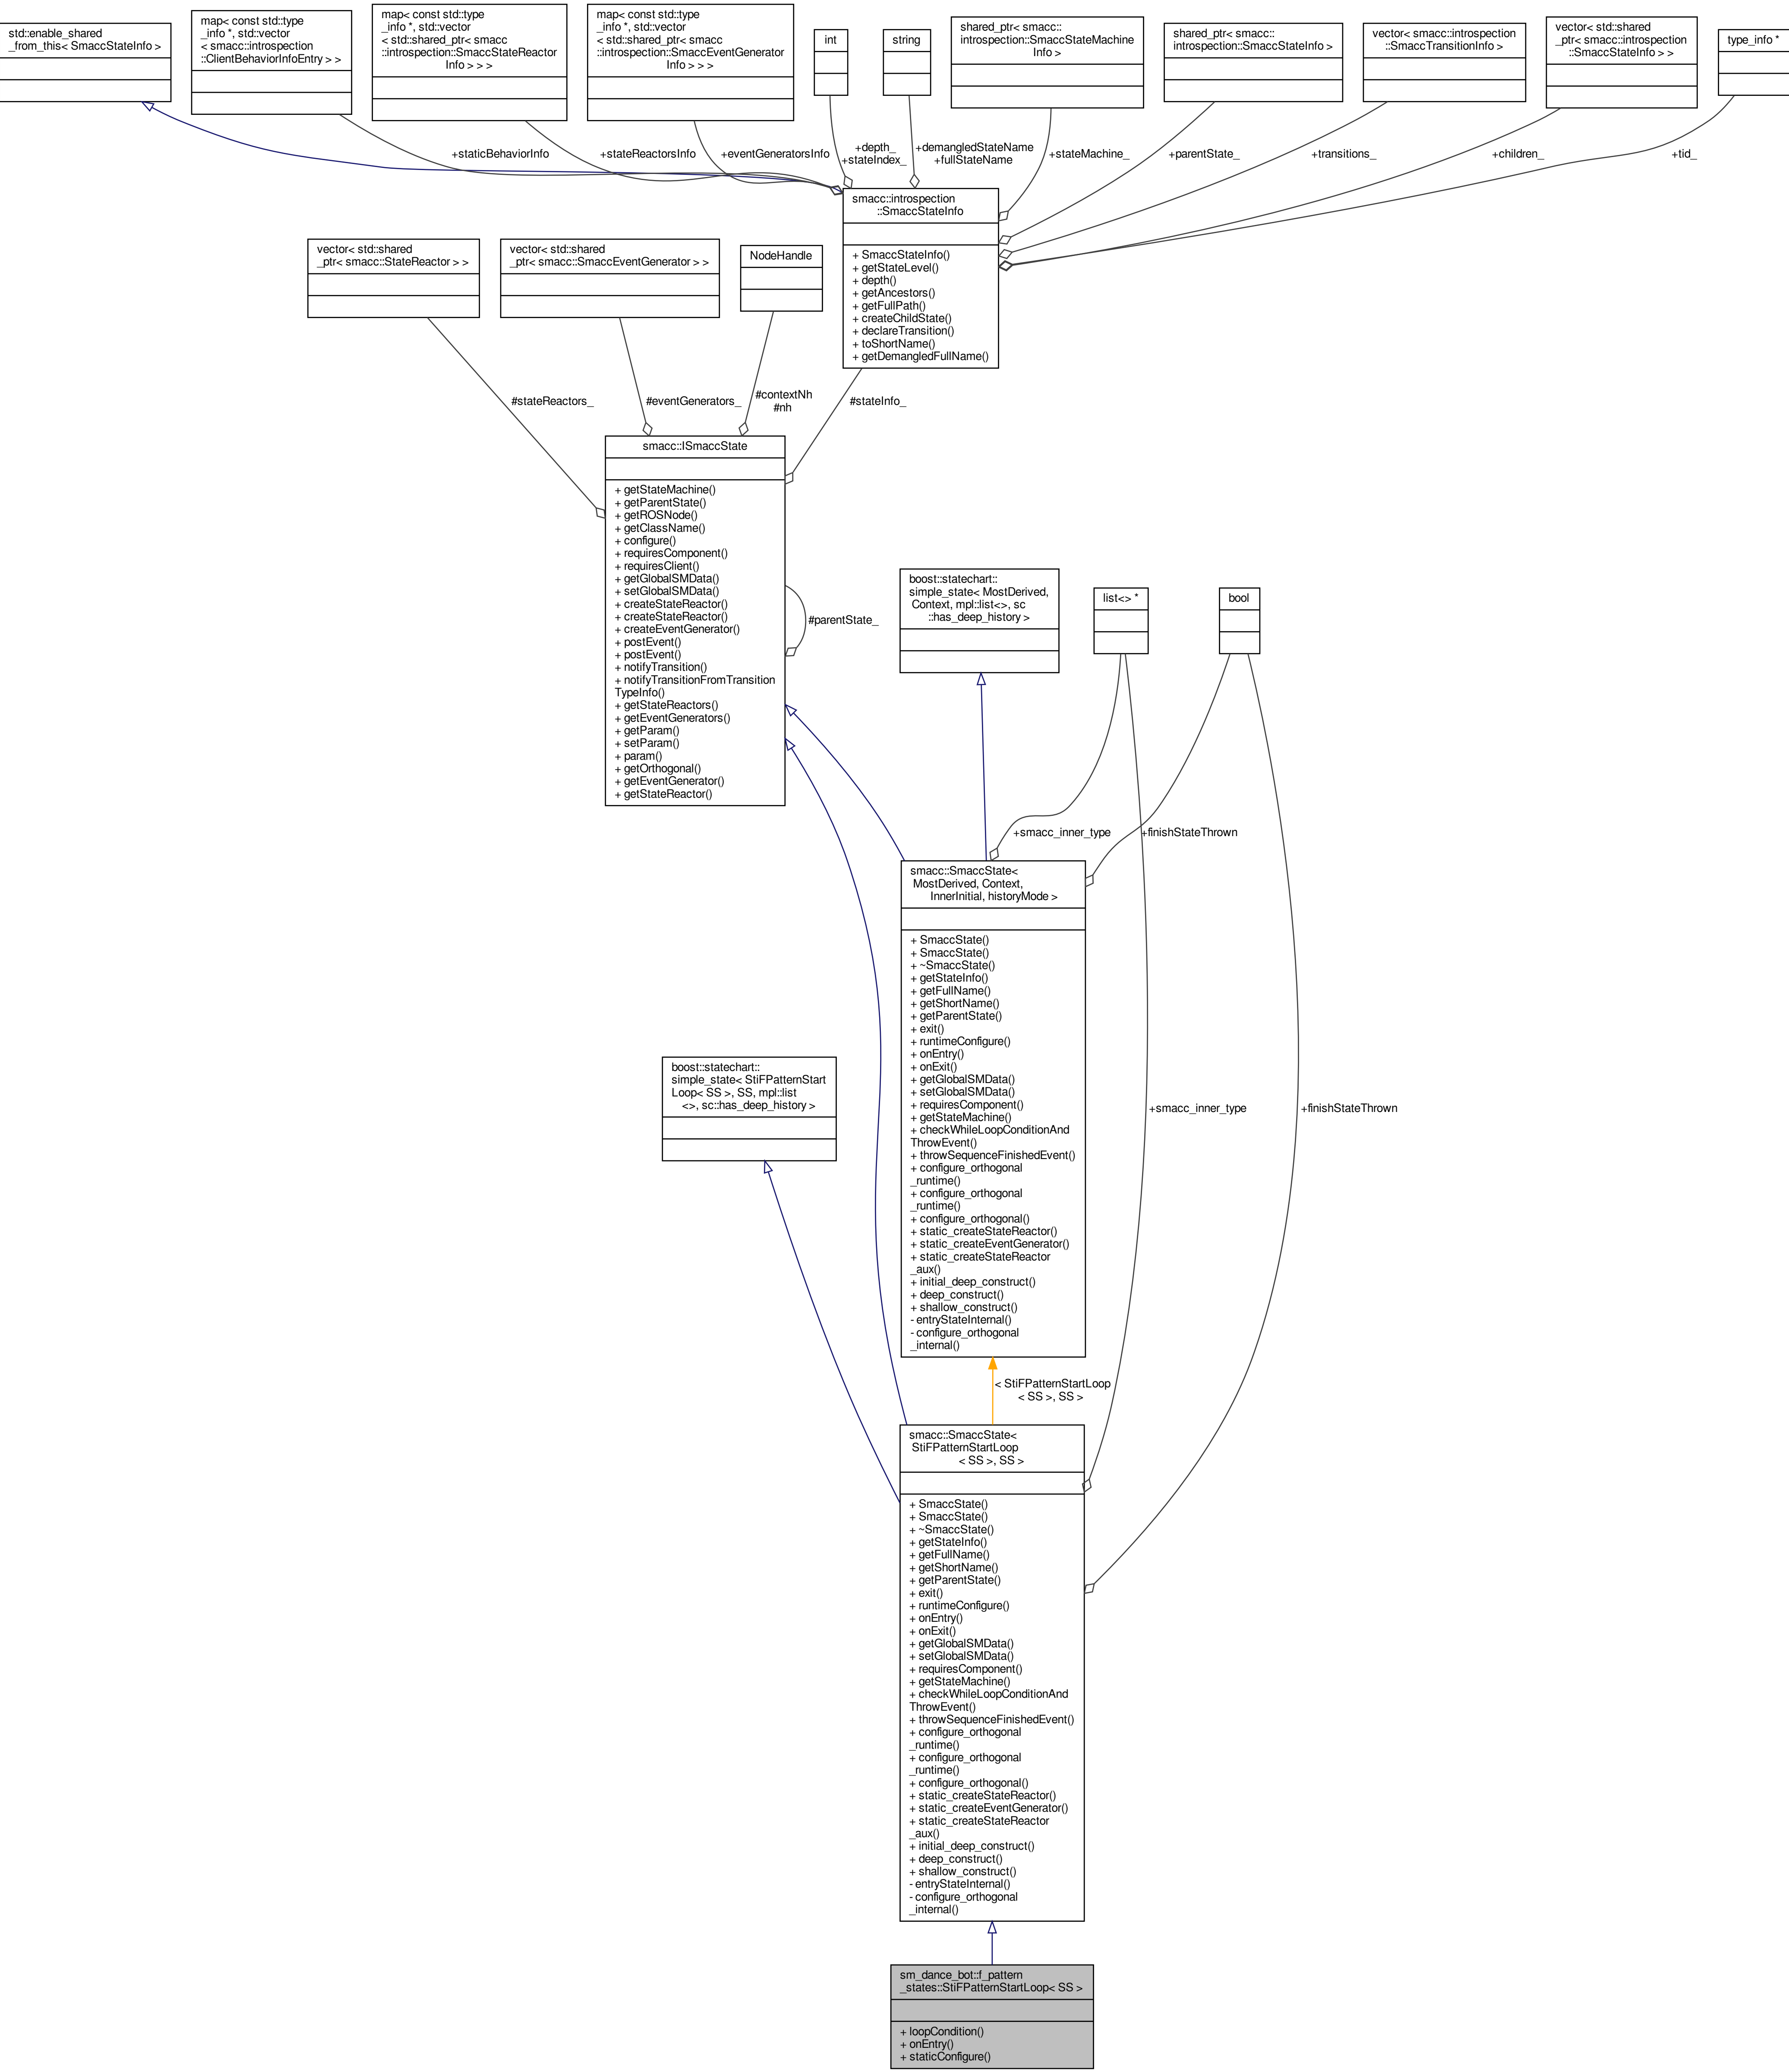 std::enable_shared
_from_this< SmaccStateInfo >
map< const std::type
_info *, std::vector
< smacc::introspection
::ClientBehaviorInfoEntry > >
map< const std::type
_info *, std::vector
< std::shared_ptr< smacc
::introspection::SmaccStateReactor
Info > > >
map< const std::type
_info *, std::vector
< std::shared_ptr< smacc
::introspection::SmaccEventGenerator
Info > > >
int
string
shared_ptr< smacc::
introspection::SmaccStateMachine
Info >
shared_ptr< smacc::
introspection::SmaccStateInfo >
vector< smacc::introspection
::SmaccTransitionInfo >
vector< std::shared
_ptr< smacc::introspection
::SmaccStateInfo > >
type_info *
+staticBehaviorInfo
+stateReactorsInfo
+eventGeneratorsInfo
+depth_
+stateIndex_
+demangledStateName
+fullStateName
+stateMachine_
+parentState_
+transitions_
+children_
+tid_
smacc::introspection
::SmaccStateInfo
+ SmaccStateInfo()
+ getStateLevel()
+ depth()
+ getAncestors()
+ getFullPath()
+ createChildState()
+ declareTransition()
+ toShortName()
+ getDemangledFullName()
vector< std::shared
_ptr< smacc::StateReactor > >
vector< std::shared
_ptr< smacc::SmaccEventGenerator > >
NodeHandle
#stateReactors_
#eventGenerators_
#contextNh
#nh
#stateInfo_
smacc::ISmaccState
+ getStateMachine()
+ getParentState()
+ getROSNode()
+ getClassName()
+ configure()
+ requiresComponent()
+ requiresClient()
+ getGlobalSMData()
+ setGlobalSMData()
+ createStateReactor()
+ createStateReactor()
+ createEventGenerator()
+ postEvent()
+ postEvent()
+ notifyTransition()
+ notifyTransitionFromTransition
TypeInfo()
+ getStateReactors()
+ getEventGenerators()
+ getParam()
+ setParam()
+ param()
+ getOrthogonal()
+ getEventGenerator()
+ getStateReactor()
#parentState_
boost::statechart::
simple_state< MostDerived,
Context, mpl::list<>, sc
::has_deep_history >
list<> *
bool
+smacc_inner_type
+finishStateThrown
smacc::SmaccState<
MostDerived, Context,
InnerInitial, historyMode >
+ SmaccState()
+ SmaccState()
+ ~SmaccState()
+ getStateInfo()
+ getFullName()
+ getShortName()
+ getParentState()
+ exit()
+ runtimeConfigure()
+ onEntry()
+ onExit()
+ getGlobalSMData()
+ setGlobalSMData()
+ requiresComponent()
+ getStateMachine()
+ checkWhileLoopConditionAnd
ThrowEvent()
+ throwSequenceFinishedEvent()
+ configure_orthogonal
_runtime()
+ configure_orthogonal
_runtime()
+ configure_orthogonal()
+ static_createStateReactor()
+ static_createEventGenerator()
+ static_createStateReactor
_aux()
+ initial_deep_construct()
+ deep_construct()
+ shallow_construct()
- entryStateInternal()
- configure_orthogonal
_internal()
boost::statechart::
simple_state< StiFPatternStart
Loop< SS >, SS, mpl::list
<>, sc::has_deep_history >
+smacc_inner_type
+finishStateThrown
< StiFPatternStartLoop
< SS >, SS >
smacc::SmaccState<
StiFPatternStartLoop
< SS >, SS >
+ SmaccState()
+ SmaccState()
+ ~SmaccState()
+ getStateInfo()
+ getFullName()
+ getShortName()
+ getParentState()
+ exit()
+ runtimeConfigure()
+ onEntry()
+ onExit()
+ getGlobalSMData()
+ setGlobalSMData()
+ requiresComponent()
+ getStateMachine()
+ checkWhileLoopConditionAnd
ThrowEvent()
+ throwSequenceFinishedEvent()
+ configure_orthogonal
_runtime()
+ configure_orthogonal
_runtime()
+ configure_orthogonal()
+ static_createStateReactor()
+ static_createEventGenerator()
+ static_createStateReactor
_aux()
+ initial_deep_construct()
+ deep_construct()
+ shallow_construct()
- entryStateInternal()
- configure_orthogonal
_internal()
sm_dance_bot::f_pattern
_states::StiFPatternStartLoop< SS >
+ loopCondition()
+ onEntry()
+ staticConfigure()